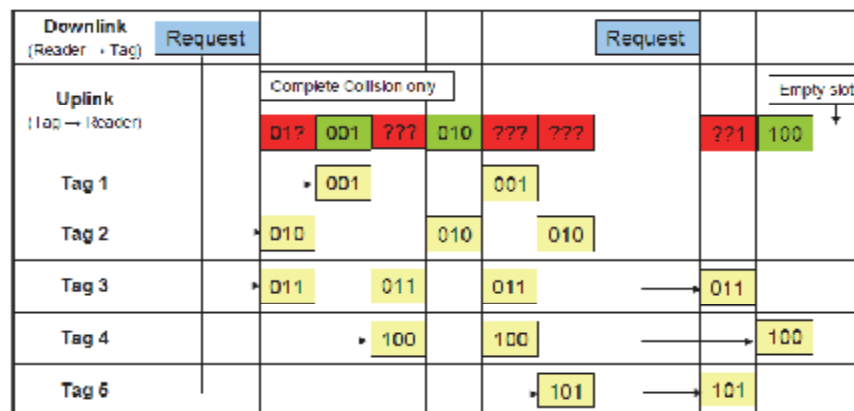 Downlink
(Reader → Tag)
Request
Request
Complete Collision only
Empty slot
Uplink
(Tag → Reader)
01?
001
???
010
???
???
??1
100
Tag 1
001
001
Tag 2
010
010
010
Tag 3
011
011
011
011
Tag 4
100
100
100
Tag 5
101
101